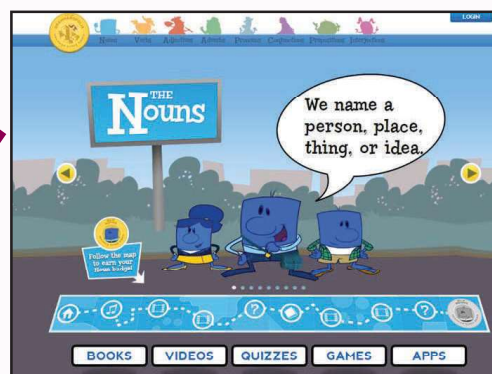 LOGIN
Nouns Verbs Adjectives Adverbs Pronouns Conjunctions Prepositions Interjections
THE
Nouns
We name a
person, place,
thing, or idea.
Follow the map
to earn your
Noun badge!
BOOKS VIDEOS QUIZZES GAMES APPS